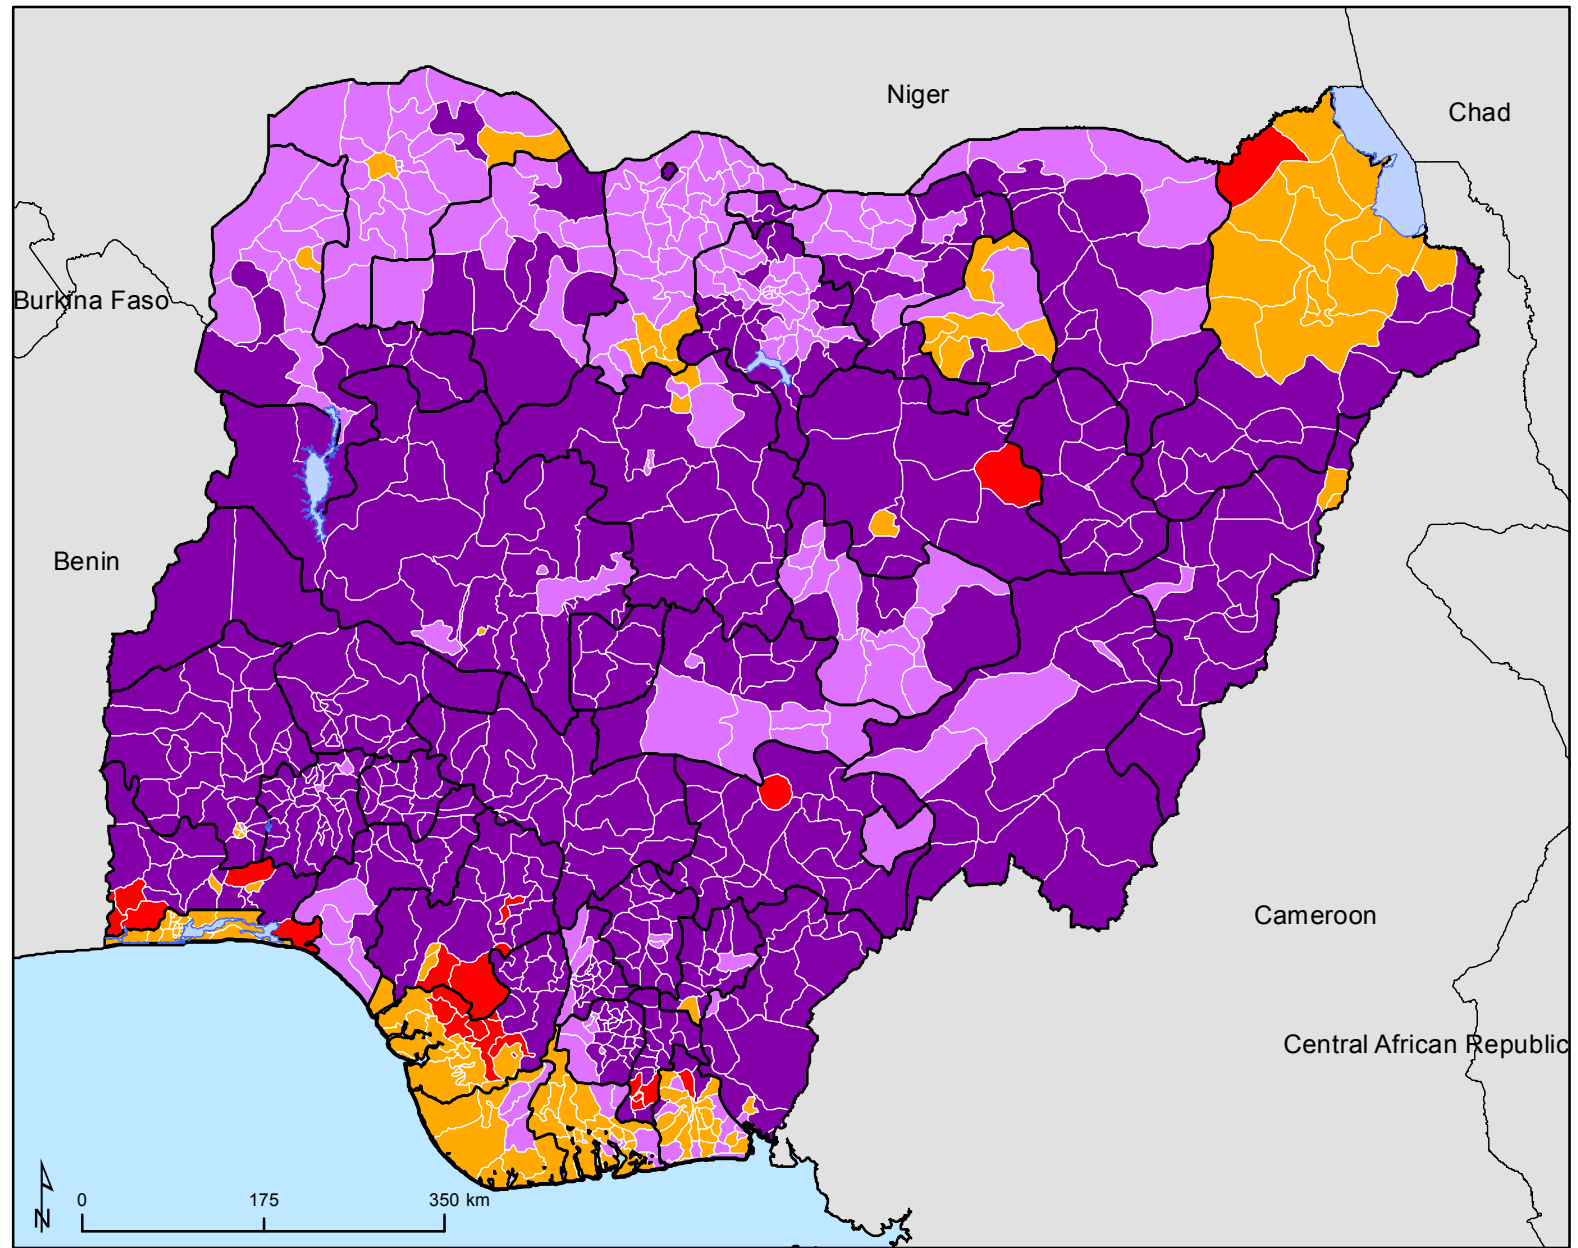 Niger
Chad
Burkina Faso
Benin
Cameroon
Central African Republic
0 175 350 km
N